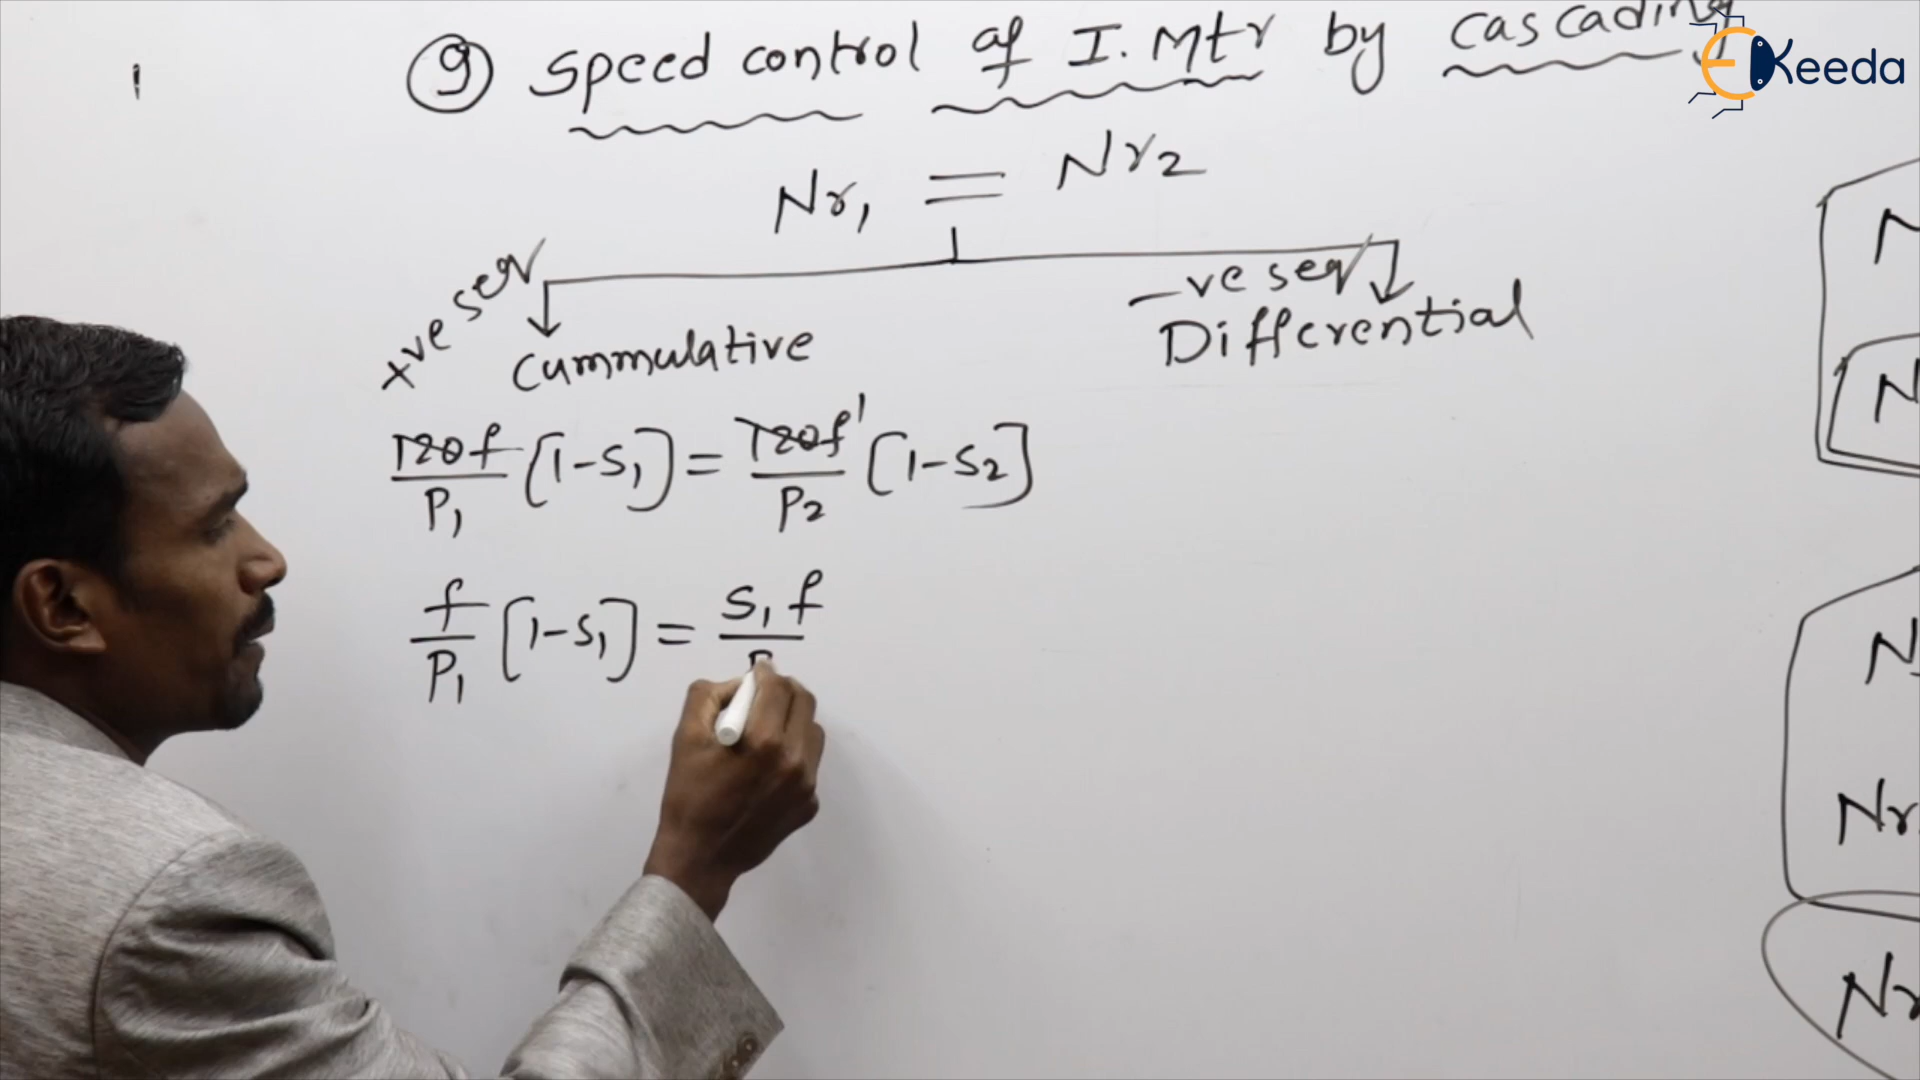 ⑨ Speed control of I.Mtr by cascading
EKeeda
Nr₁ = Nr₂
+ve seq
-ve seq
Cummulative
Differential
120f/P₁ [1-S₁] = 120f'/P₂ [1-S₂]
f/P₁ [1-S₁] = S₁f/P
N
N
N
Nr
Nr